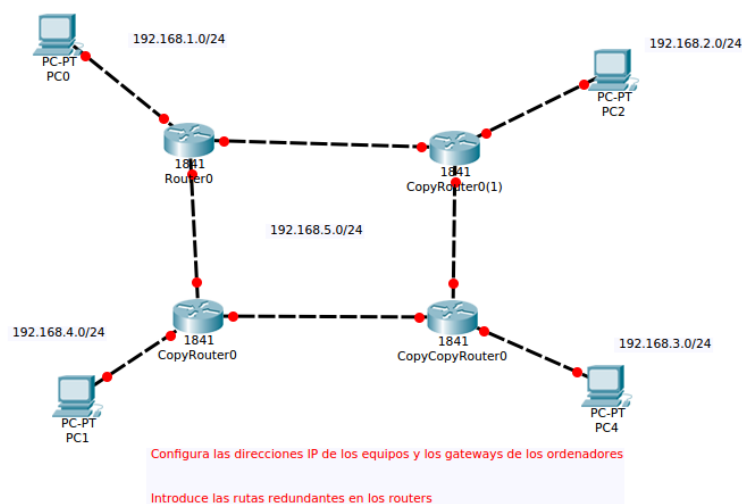 192.168.1.0/24
192.168.2.0/24
PC-PT
PC0
PC-PT
PC2
1841
Router0
1841
CopyRouter0(1)
192.168.5.0/24
192.168.4.0/24
1841
CopyRouter0
1841
CopyCopyRouter0
192.168.3.0/24
PC-PT
PC1
PC-PT
PC4
Configura las direcciones IP de los equipos y los gateways de los ordenadores
Introduce las rutas redundantes en los routers